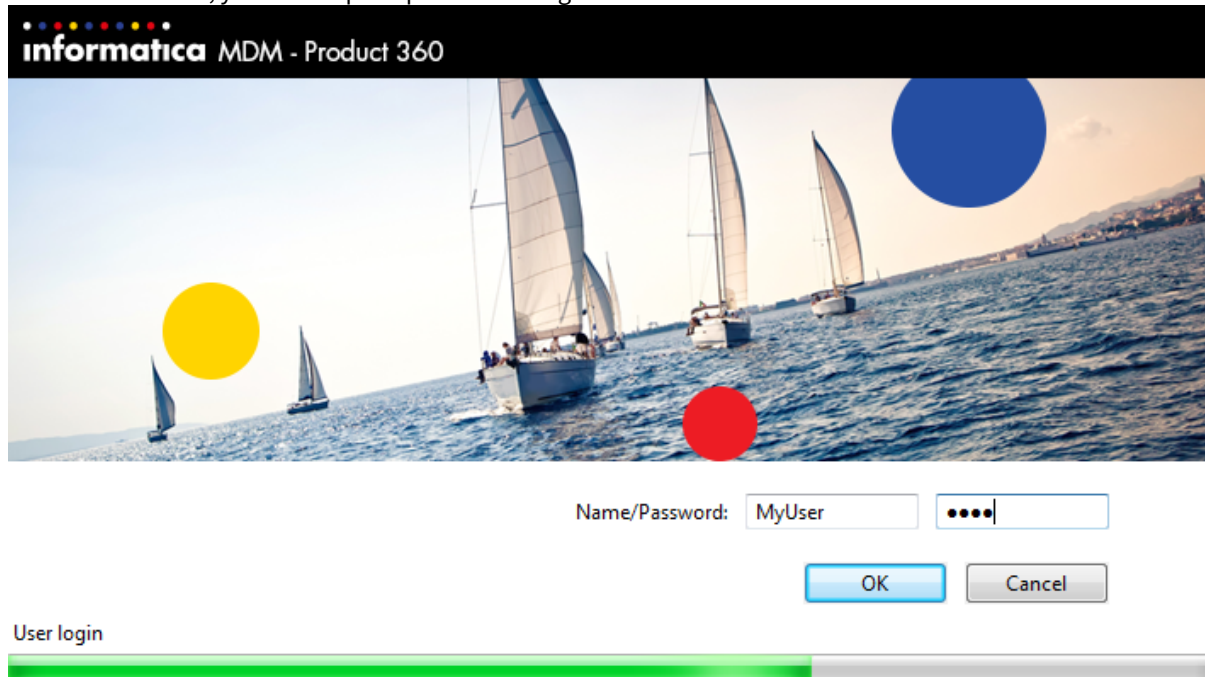 informatica MDM - Product 360
Name/Password: MyUser ••••
OK Cancel
User login